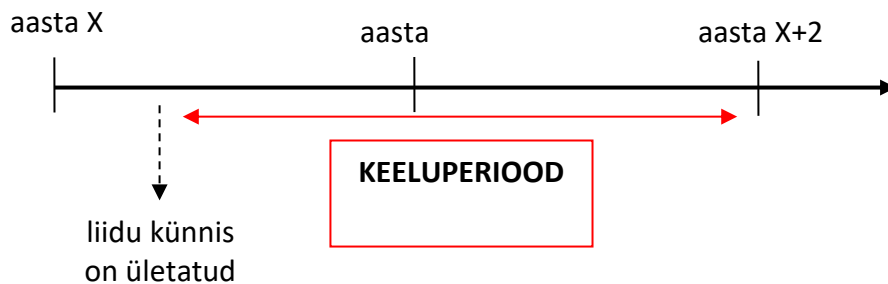 aasta X
aasta
aasta X+2
KEELUPERIOOD
liidu künnis
on ületatud